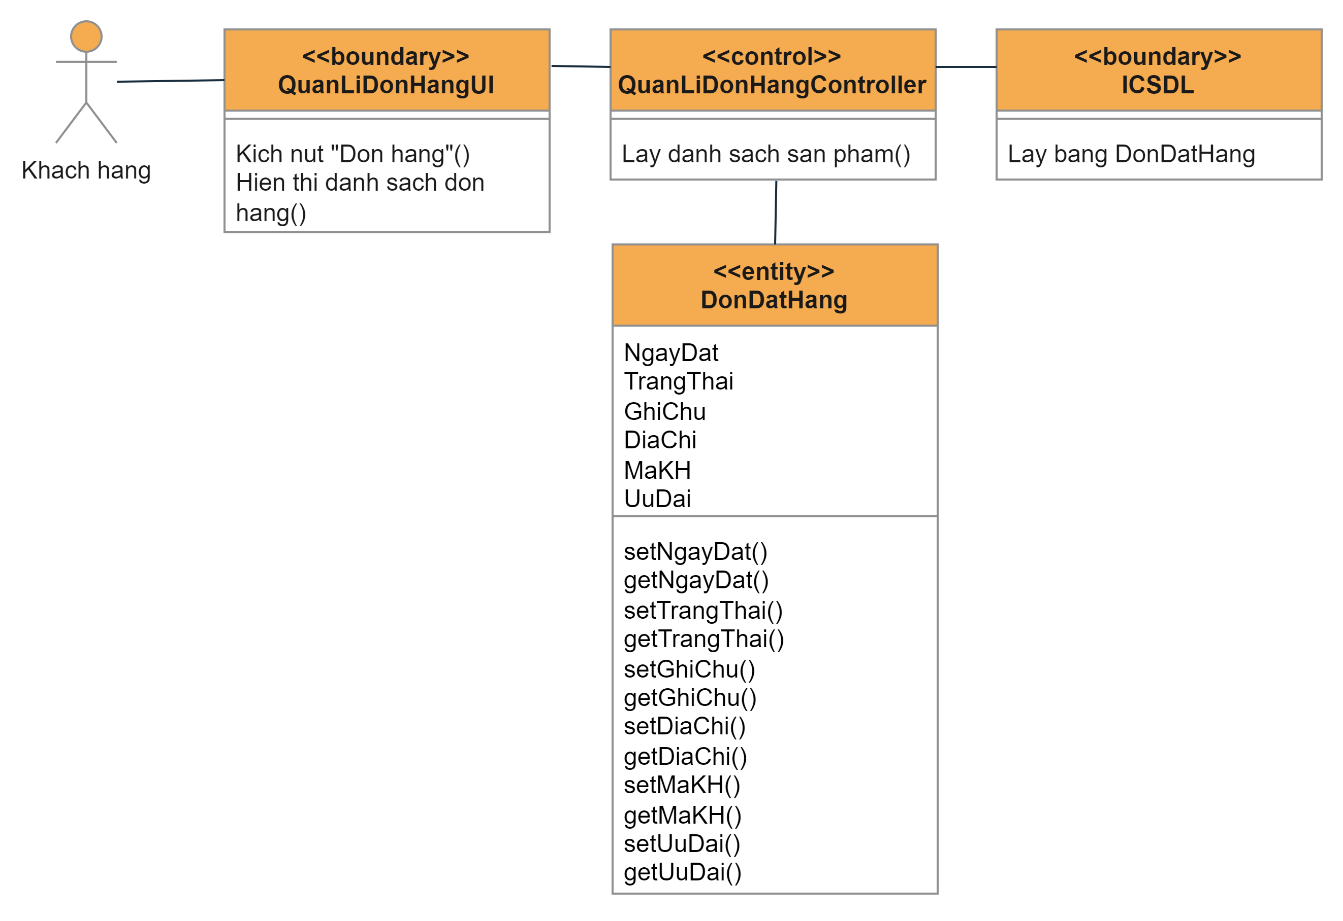 Khach hang
<<boundary>>
QuanLiDonHangUI
Kich nut "Don hang"()
Hien thi danh sach don
hang()
<<control>>
QuanLiDonHangController
Lay danh sach san pham()
<<boundary>>
ICSDL
Lay bang DonDatHang
<<entity>>
DonDatHang
NgayDat
TrangThai
GhiChu
DiaChi
MaKH
UuDai
setNgayDat()
getNgayDat()
setTrangThai()
getTrangThai()
setGhiChu()
getGhiChu()
setDiaChi()
getDiaChi()
setMaKH()
getMaKH()
setUuDai()
getUuDai()